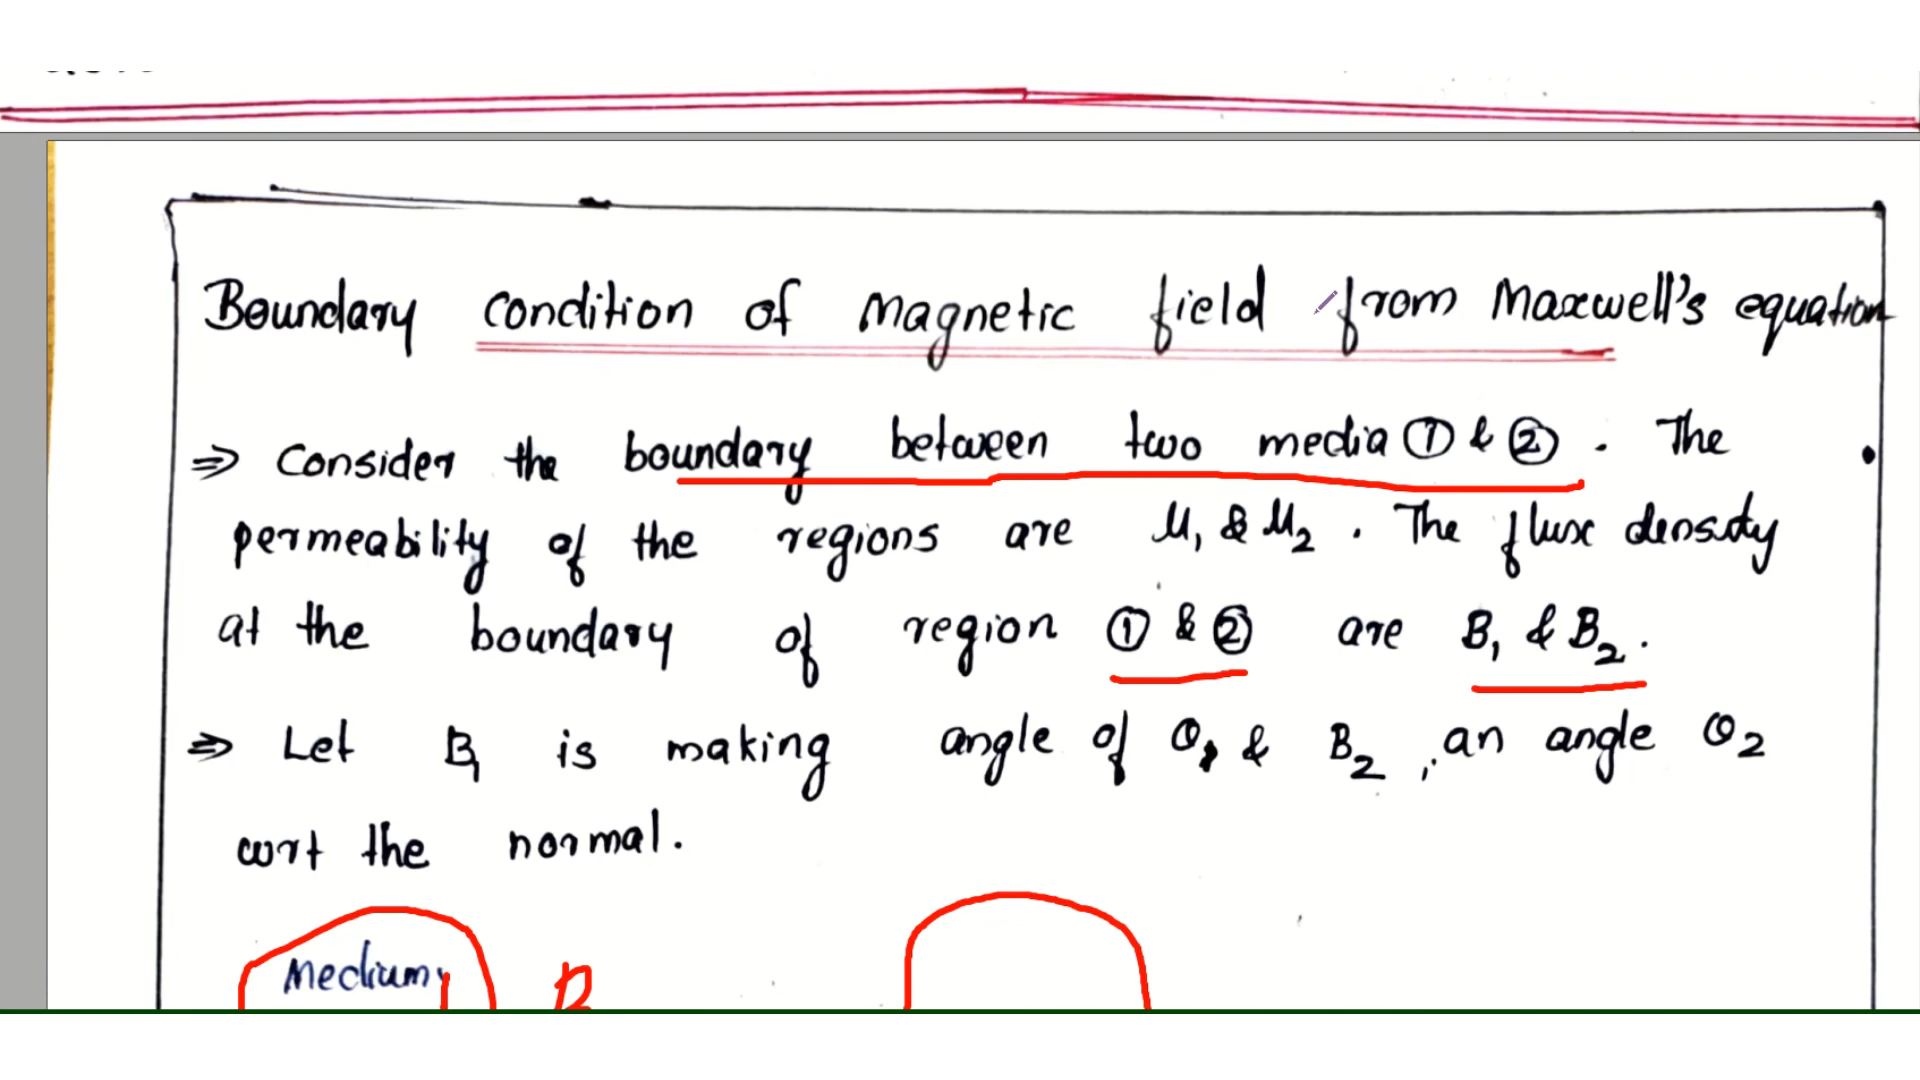 Boundary condition of magnetic field from Maxwell's equation
⇒ Consider the boundary between two media ① & ②. The
permeability of the regions are μ₁ & μ₂. The flux density
at the boundary of region ① & ② are B₁ & B₂.
⇒ Let B₁ is making angle of θ₁ & B₂, an angle θ₂
wrt the normal.
Medium 1